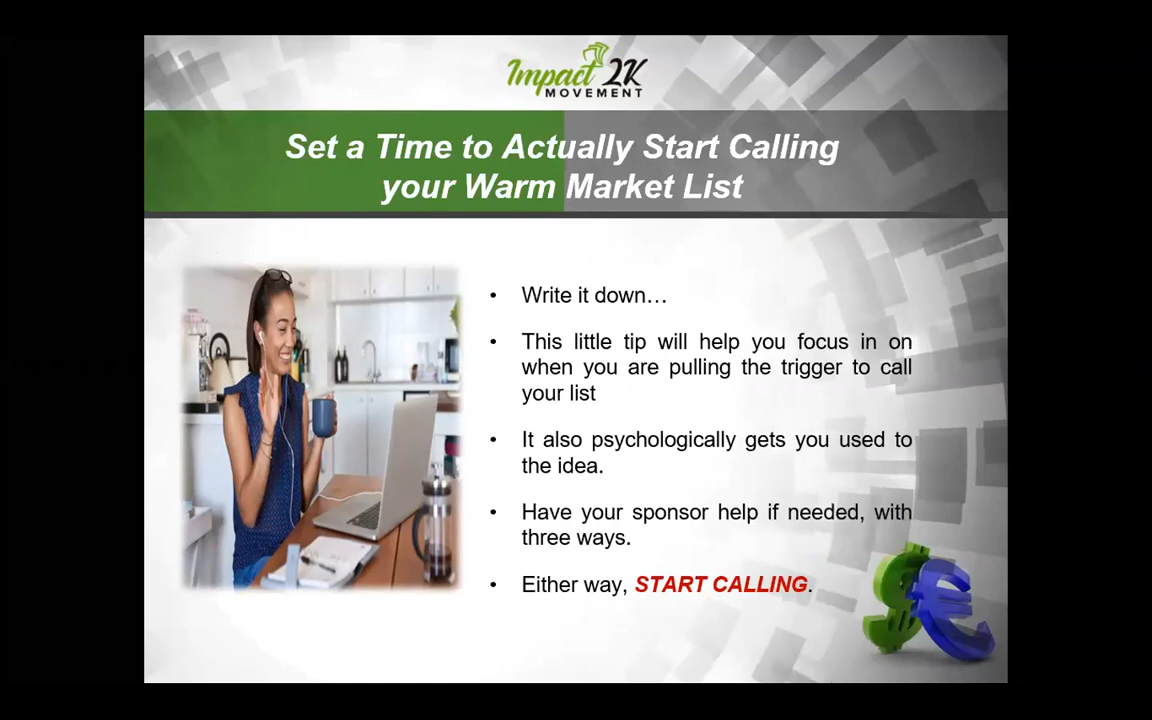 Impact 2K
MOVEMENT
Set a Time to Actually Start Calling
your Warm Market List
• Write it down…
• This little tip will help you focus in on
when you are pulling the trigger to call
your list
• It also psychologically gets you used to
the idea.
• Have your sponsor help if needed, with
three ways.
• Either way, START CALLING.